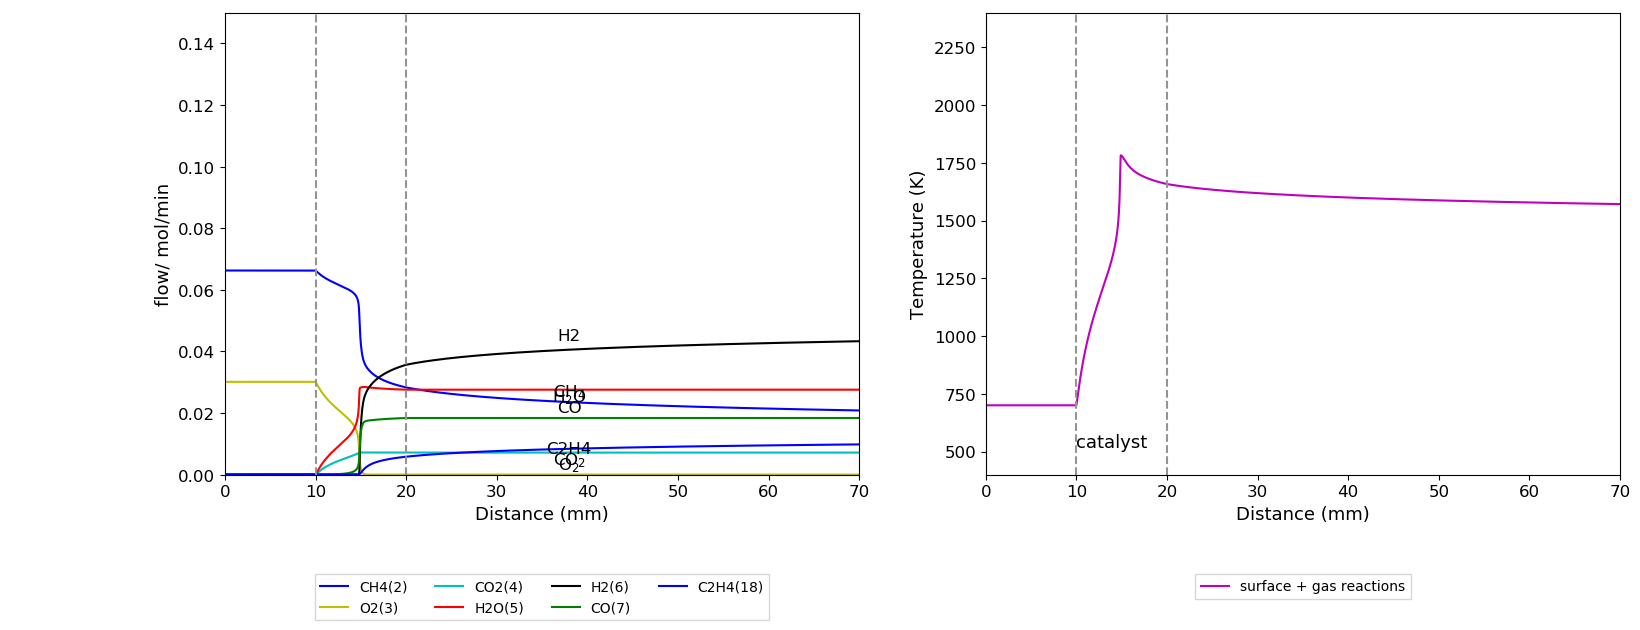 0.14
0.12
0.10
0.08
0.06
0.04
0.02
0.00
flow/ mol/min
H2
CH4
H2O
CO
C2H4
CO2
O2
0 10 20 30 40 50 60 70
Distance (mm)
CH4(2) CO2(4) H2(6) C2H4(18)
O2(3) H2O(5) CO(7)
2250
2000
1750
1500
1250
1000
750
500
Temperature (K)
catalyst
0 10 20 30 40 50 60 70
Distance (mm)
surface + gas reactions